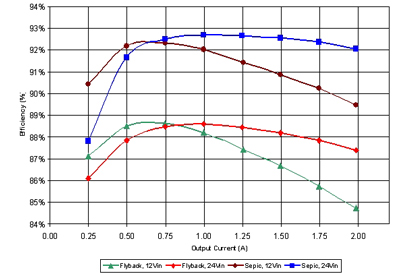 94%
93%
92%
91%
90%
89%
88%
87%
86%
85%
84%
Efficiency (%)
0.00 0.25 0.50 0.75 1.00 1.25 1.50 1.75 2.00
Output Current (A)
Flyback, 12Vin Flyback, 24Vin Sepic, 12Vin Sepic, 24Vin